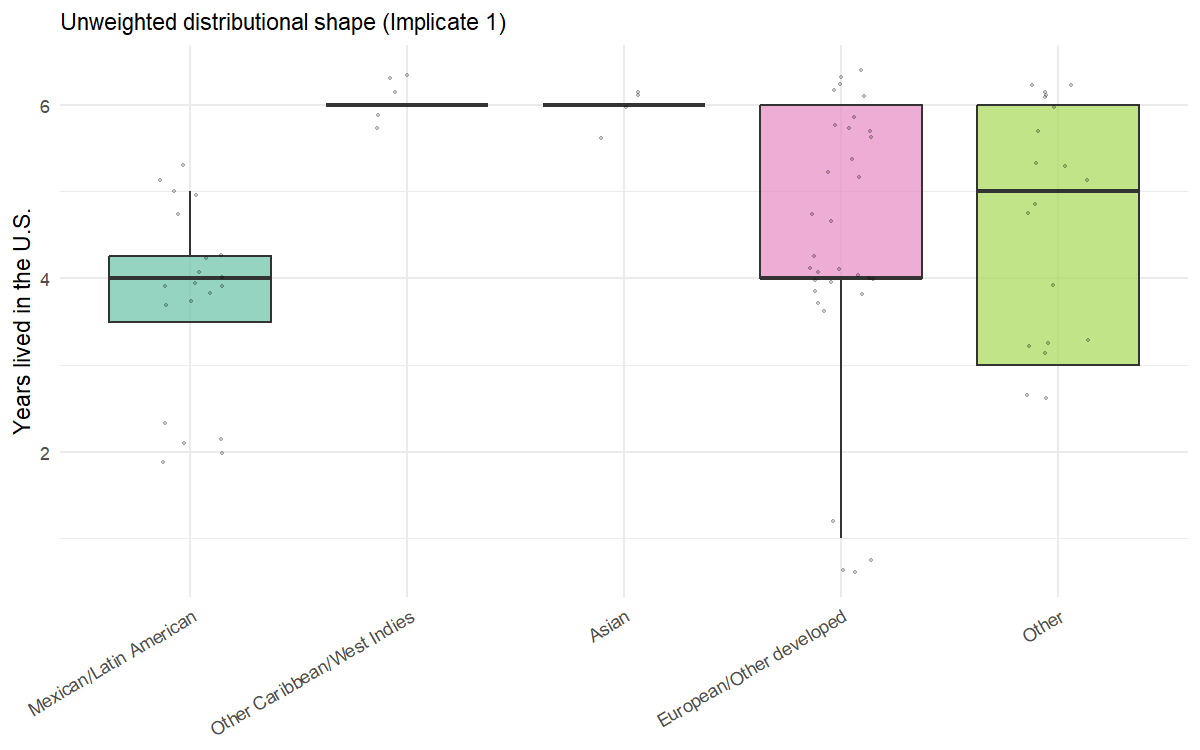 Unweighted distributional shape (Implicate 1)
Years lived in the U.S.
6
4
2
Mexican/Latin American
Other Caribbean/West Indies
Asian
European/Other developed
Other